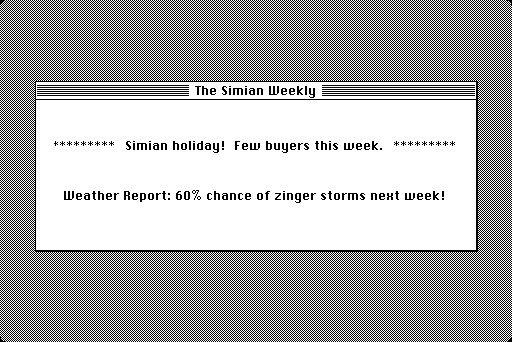 The Simian Weekly
********* Simian holiday! Few buyers this week. *********
Weather Report: 60% chance of zinger storms next week!